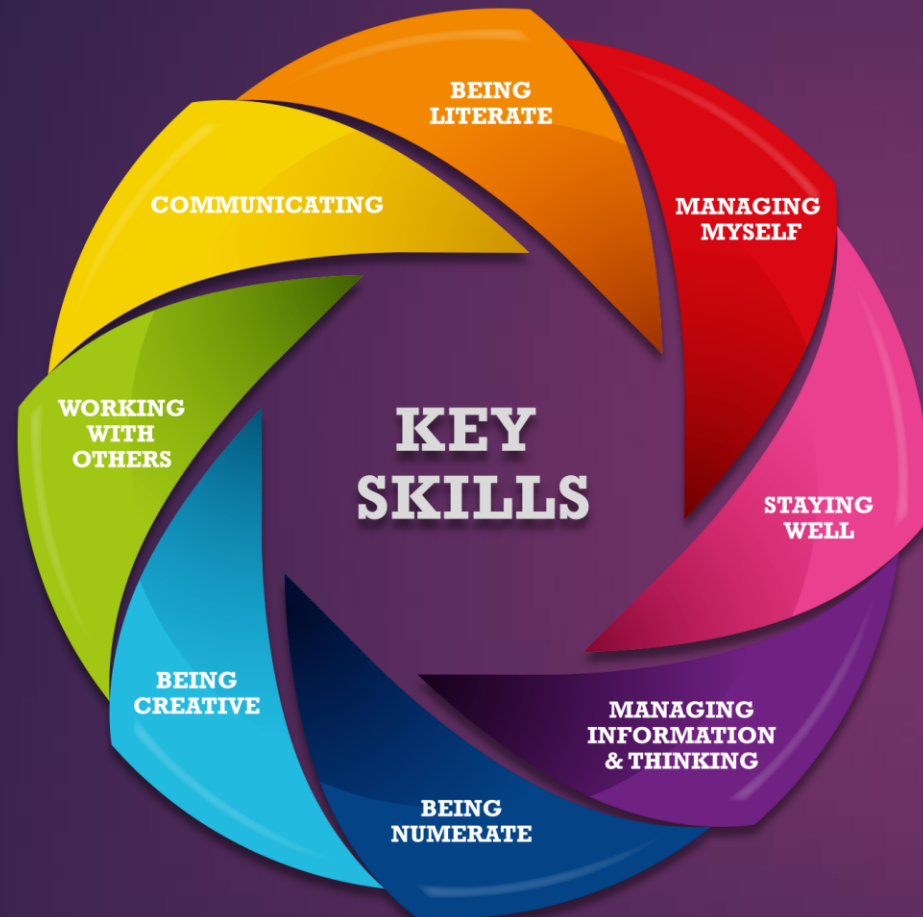 BEING
LITERATE
MANAGING
MYSELF
COMMUNICATING
WORKING
WITH
OTHERS
KEY
SKILLS
STAYING
WELL
BEING
CREATIVE
MANAGING
INFORMATION
& THINKING
BEING
NUMERATE